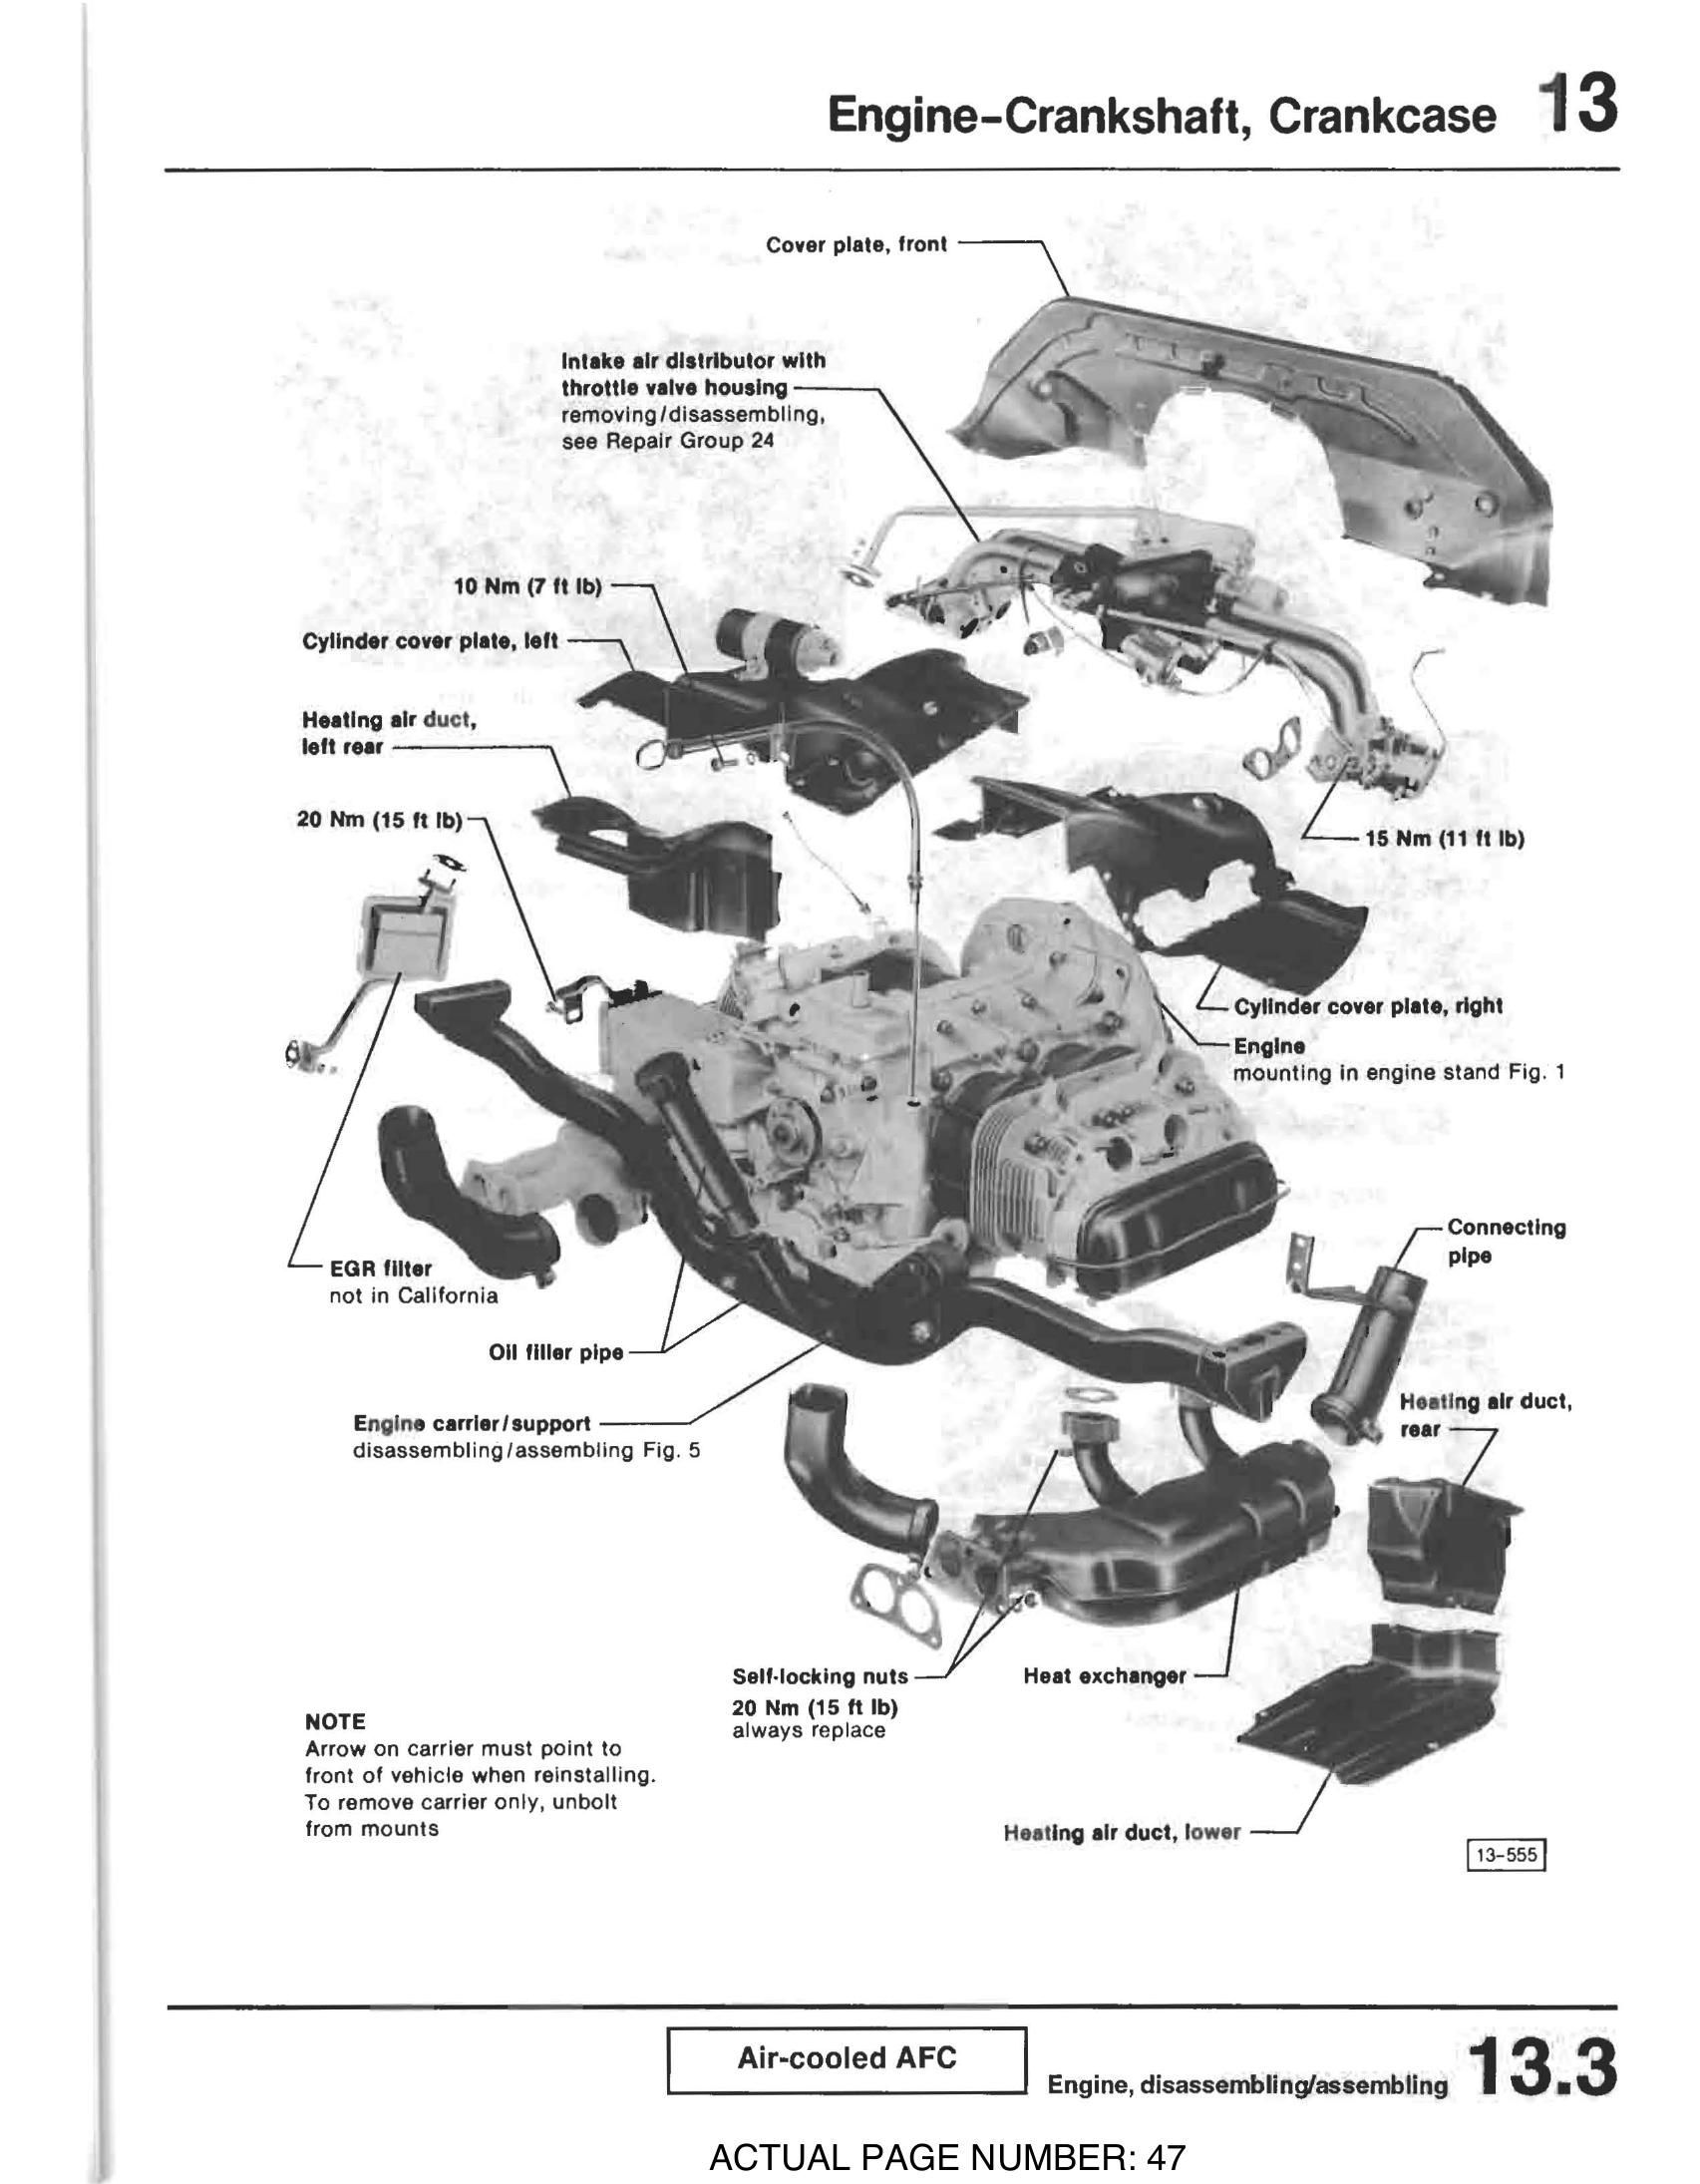 Engine-Crankshaft, Crankcase 13
Cover plate, front
Intake air distributor with
throttle valve housing
removing/disassembling,
see Repair Group 24
10 Nm (7 ft lb)
Cylinder cover plate, left
Heating air duct,
left rear
20 Nm (15 ft lb)
15 Nm (11 ft lb)
Cylinder cover plate, right
Engine
mounting in engine stand Fig. 1
Connecting
pipe
EGR filter
not in California
Oil filler pipe
Engine carrier/support
disassembling/assembling Fig. 5
Heating air duct,
rear
Self-locking nuts
20 Nm (15 ft lb)
always replace
Heat exchanger
NOTE
Arrow on carrier must point to
front of vehicle when reinstalling.
To remove carrier only, unbolt
from mounts
Heating air duct, lower
13-555
Air-cooled AFC
Engine, disassembling/assembling 13.3
ACTUAL PAGE NUMBER: 47